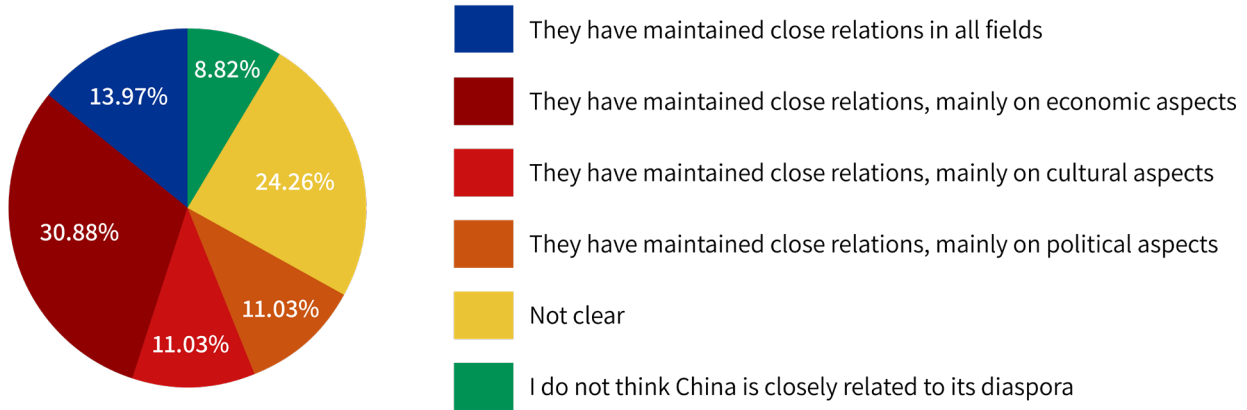 8.82%
13.97%
24.26%
30.88%
11.03%
11.03%
They have maintained close relations in all fields
They have maintained close relations, mainly on economic aspects
They have maintained close relations, mainly on cultural aspects
They have maintained close relations, mainly on political aspects
Not clear
I do not think China is closely related to its diaspora